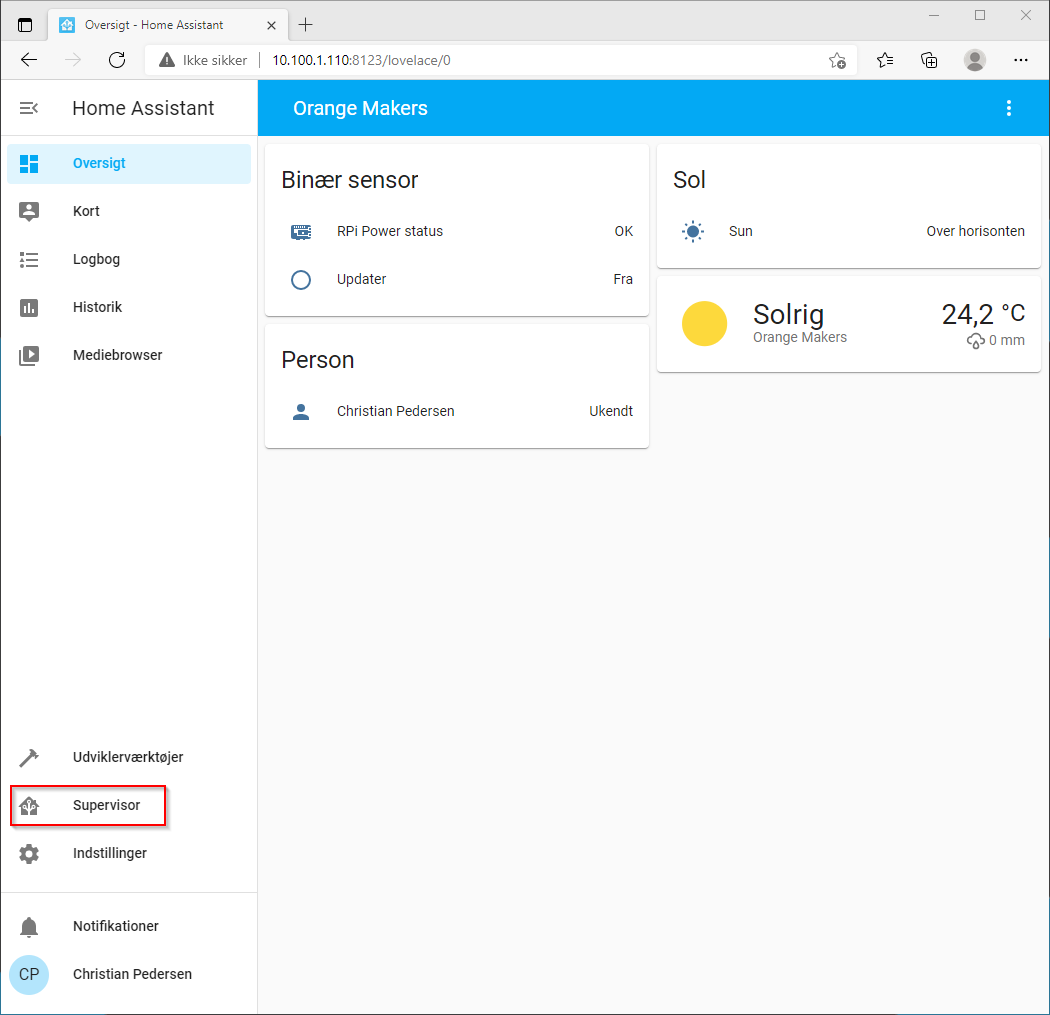 Oversigt - Home Assistant
Ikke sikker
10.100.1.110:8123/lovelace/0
Home Assistant
Orange Makers
Oversigt
Kort
Logbog
Historik
Mediebrowser
Binær sensor
RPi Power status OK
Updater Fra
Person
Christian Pedersen Ukendt
Sol
Sun Over horisonten
Solrig 24,2 °C
Orange Makers 0 mm
Udviklerværktøjer
Supervisor
Indstillinger
Notifikationer
CP Christian Pedersen